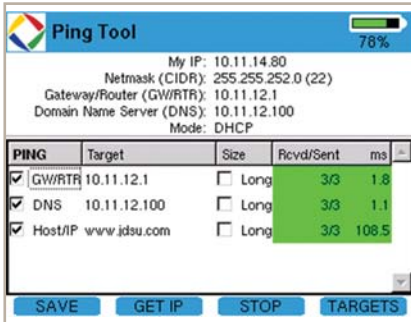 Ping Tool
78%
My IP: 10.11.14.80
Netmask (CIDR): 255.255.252.0 (22)
Gateway/Router (GW/RTR): 10.11.12.1
Domain Name Server (DNS): 10.11.12.100
Mode: DHCP
PING Target Size Rcvd/Sent ms
GW/RTR 10.11.12.1 Long 3/3 1.8
DNS 10.11.12.100 Long 3/3 1.1
Host/IP www.jdsu.com Long 3/3 108.5
SAVE GET IP STOP TARGETS